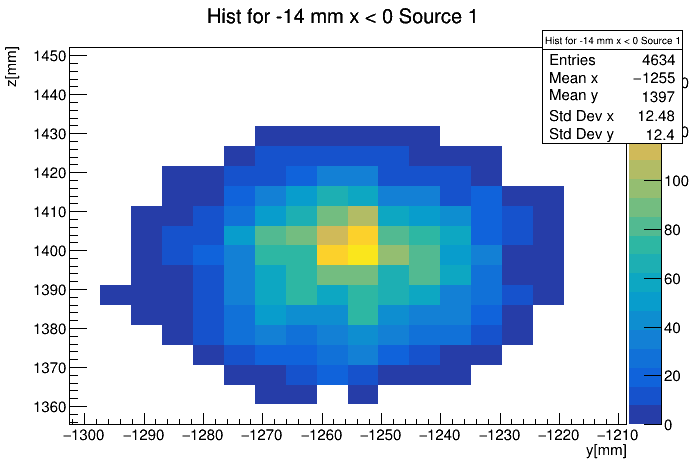 Hist for -14 mm x < 0 Source 1
Hist for -14 mm x < 0 Source 1
Entries 4634
Mean x −1255
Mean y 1397
Std Dev x 12.48
Std Dev y 12.4
z[mm]
1450
1440
1430
1420
1410
1400
1390
1380
1370
1360
−1300 −1290 −1280 −1270 −1260 −1250 −1240 −1230 −1220 −1210
y[mm]
0
0
100
80
60
40
20
0